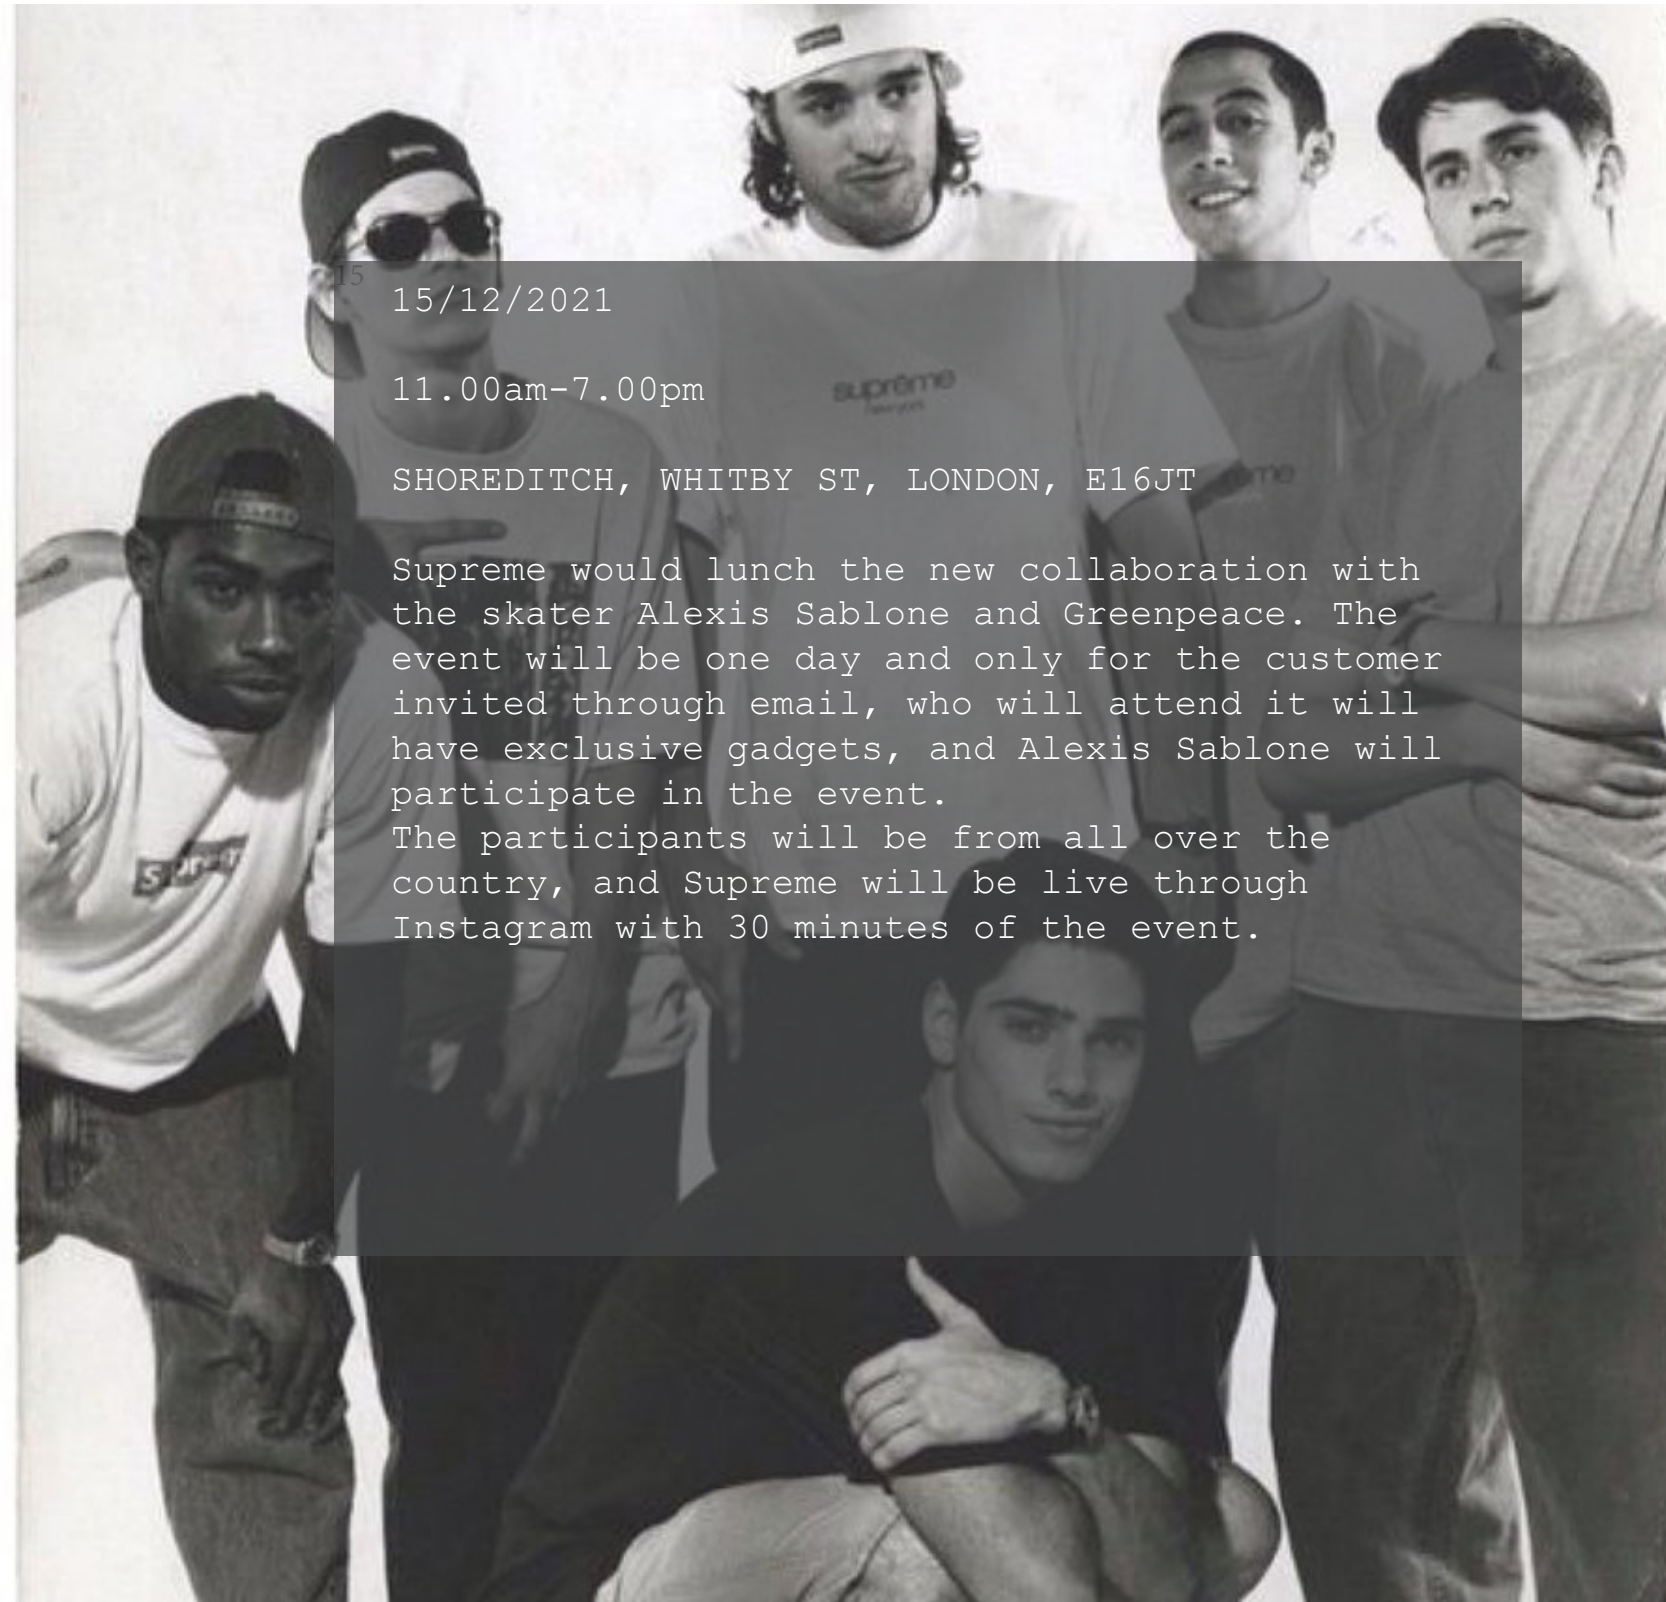 Supreme
15
15/12/2021
11.00am-7.00pm
suprême
newyork
SHOREDITCH, WHITBY ST, LONDON, E16JT
Supreme would lunch the new collaboration with
the skater Alexis Sablone and Greenpeace. The
event will be one day and only for the customer
invited through email, who will attend it will
have exclusive gadgets, and Alexis Sablone will
participate in the event.
The participants will be from all over the
country, and Supreme will be live through
Instagram with 30 minutes of the event.